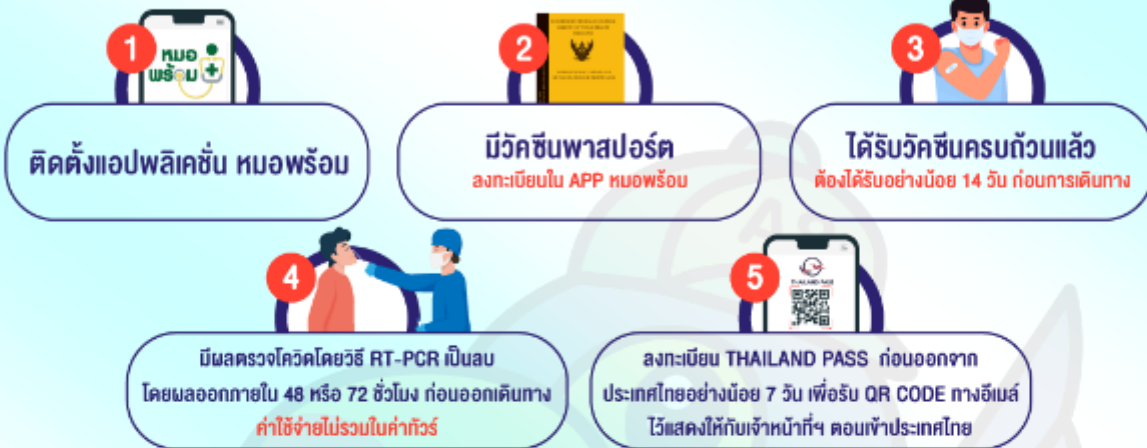 1
หมอ
พร้อม
ติดตั้งแอปพลิเคชั่น หมอพร้อม
2
มีวัคซีนพาสปอร์ต
ลงทะเบียนใน APP หมอพร้อม
3
ได้รับวัคซีนครบถ้วนแล้ว
ต้องได้รับอย่างน้อย 14 วัน ก่อนการเดินทาง
4
มีผลตรวจโควิดโดยวิธี RT-PCR เป็นลบ
โดยผลออกภายใน 48 หรือ 72 ชั่วโมง ก่อนออกเดินทาง
ค่าใช้จ่ายไม่รวมในค่าทัวร์
5
THAILAND PASS
ลงทะเบียน THAILAND PASS ก่อนออกจาก
ประเทศไทยอย่างน้อย 7 วัน เพื่อรับ QR CODE ทางอีเมล์
ไว้แสดงให้กับเจ้าหน้าที่ฯ ตอนเข้าประเทศไทย